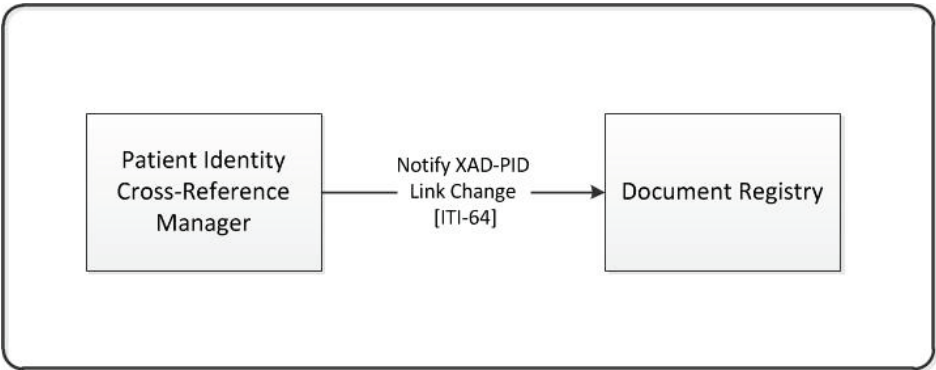 Patient Identity
Cross-Reference
Manager
Notify XAD-PID
Link Change
[ITI-64]
Document Registry